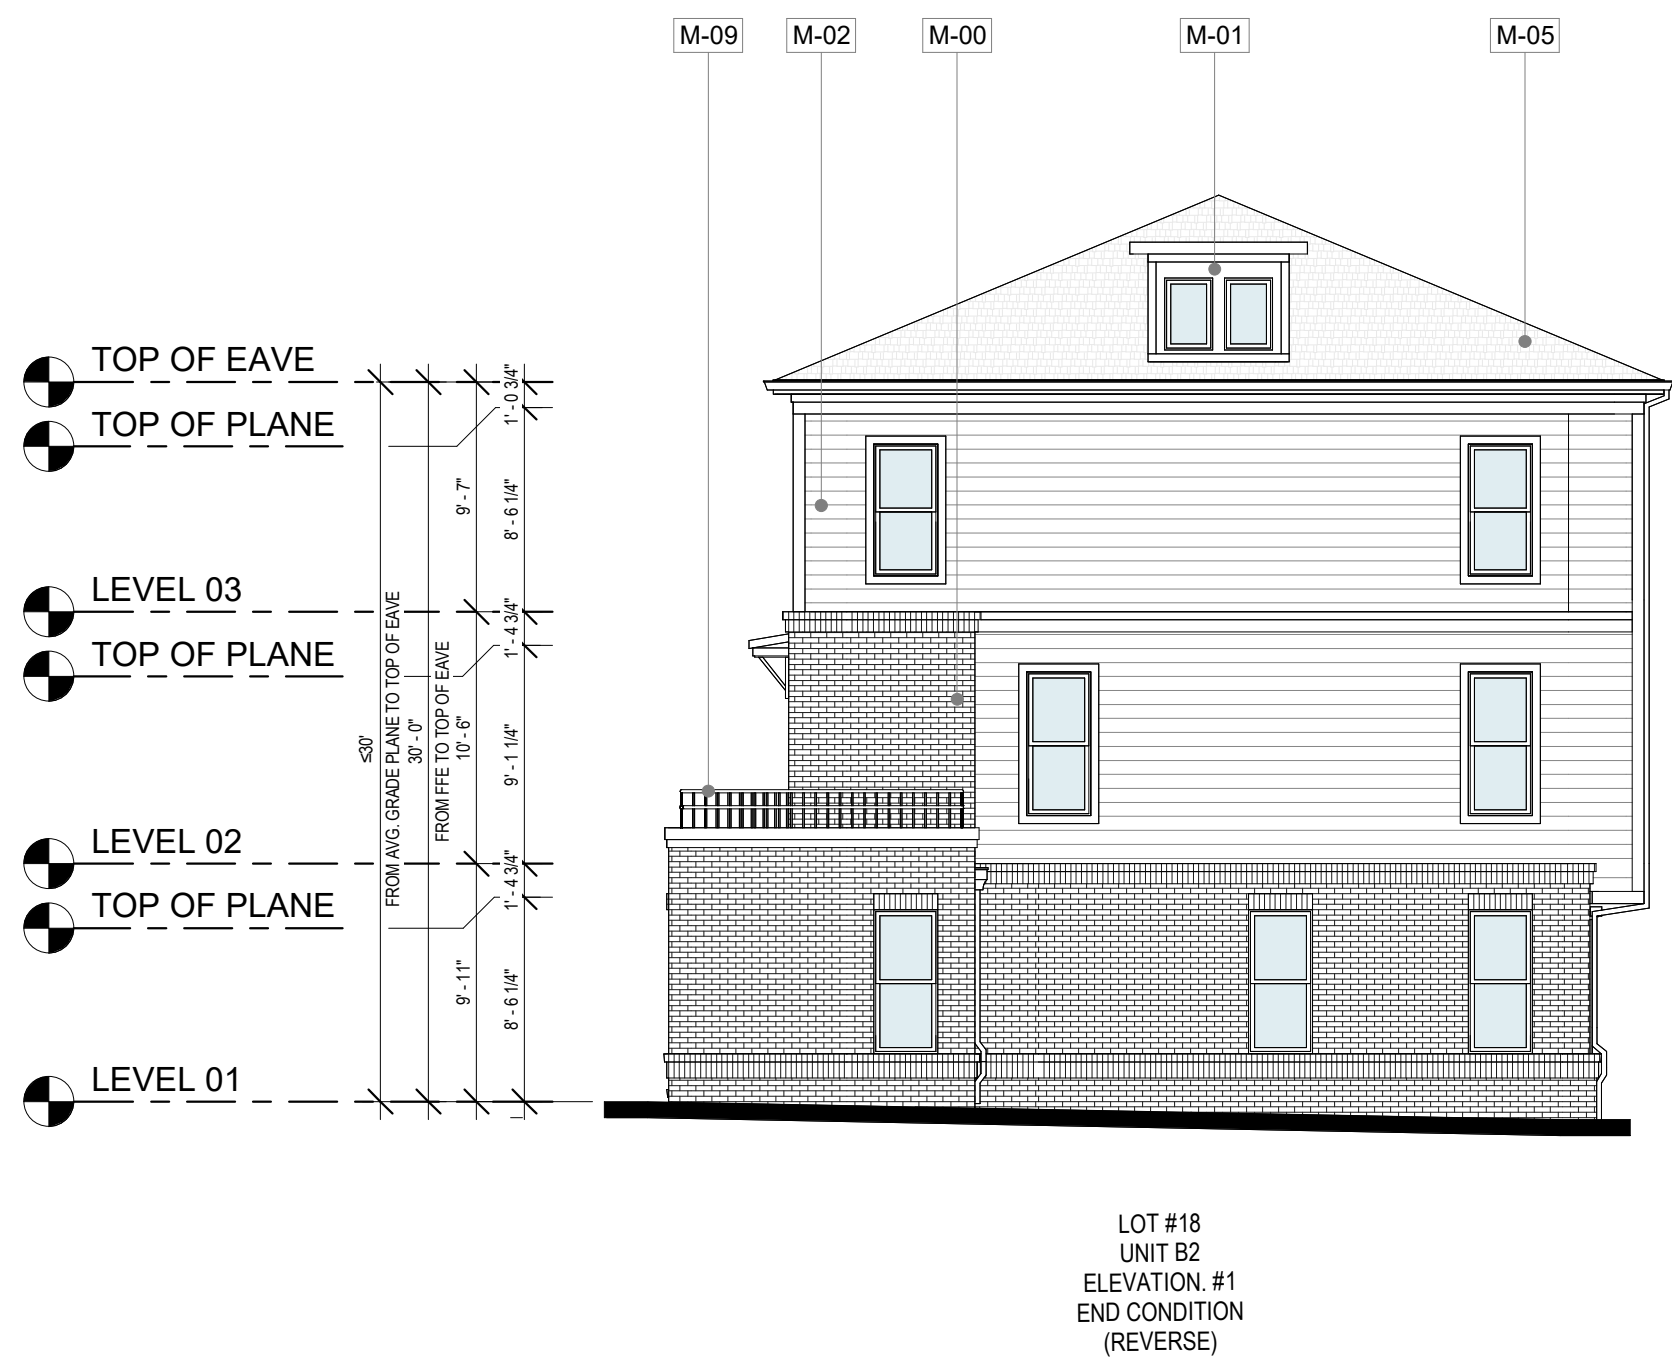 M-09 M-02 M-00 M-01 M-05
TOP OF EAVE
TOP OF PLANE
LEVEL 03
TOP OF PLANE
LEVEL 02
TOP OF PLANE
LEVEL 01
≤30'
FROM AVG. GRADE PLANE TO TOP OF EAVE
30' - 0"
FROM FFE TO TOP OF EAVE
9' - 7"
10' - 6"
9' - 11"
1' - 0 3/4"
8' - 6 1/4"
1' - 4 3/4"
9' - 1 1/4"
1' - 4 3/4"
8' - 6 1/4"
LOT #18
UNIT B2
ELEVATION. #1
END CONDITION
(REVERSE)